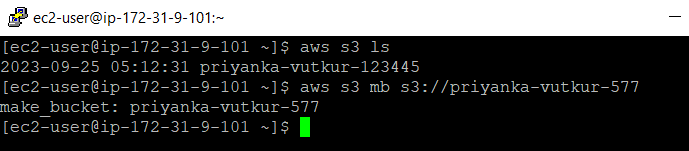 ec2-user@ip-172-31-9-101:~
[ec2-user@ip-172-31-9-101 ~]$ aws s3 ls
2023-09-25 05:12:31 priyanka-vutkur-123445
[ec2-user@ip-172-31-9-101 ~]$ aws s3 mb s3://priyanka-vutkur-577
make_bucket: priyanka-vutkur-577
[ec2-user@ip-172-31-9-101 ~]$